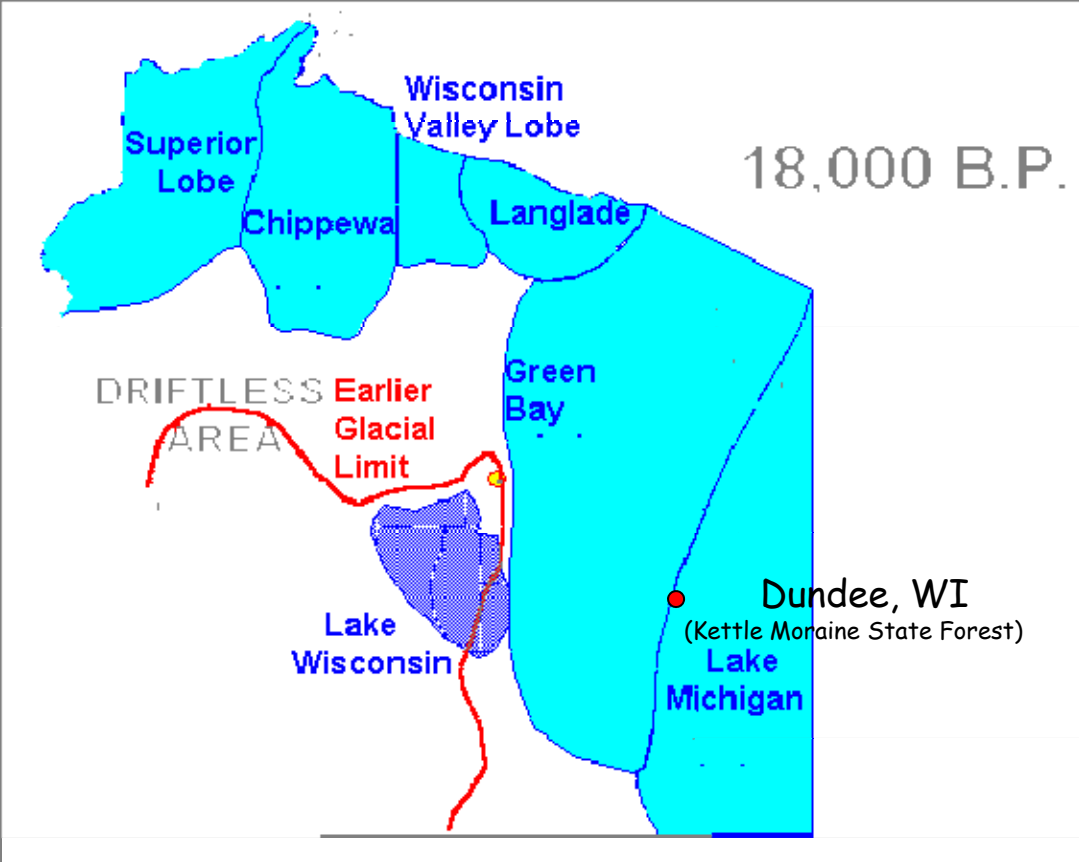 Wisconsin
Valley Lobe
Superior
Lobe
18,000 B.P.
Langlade
Chippewa
Green
Bay
DRIFTLESS
AREA
Earlier
Glacial
Limit
Dundee, WI
(Kettle Moraine State Forest)
Lake
Wisconsin
Lake
Michigan